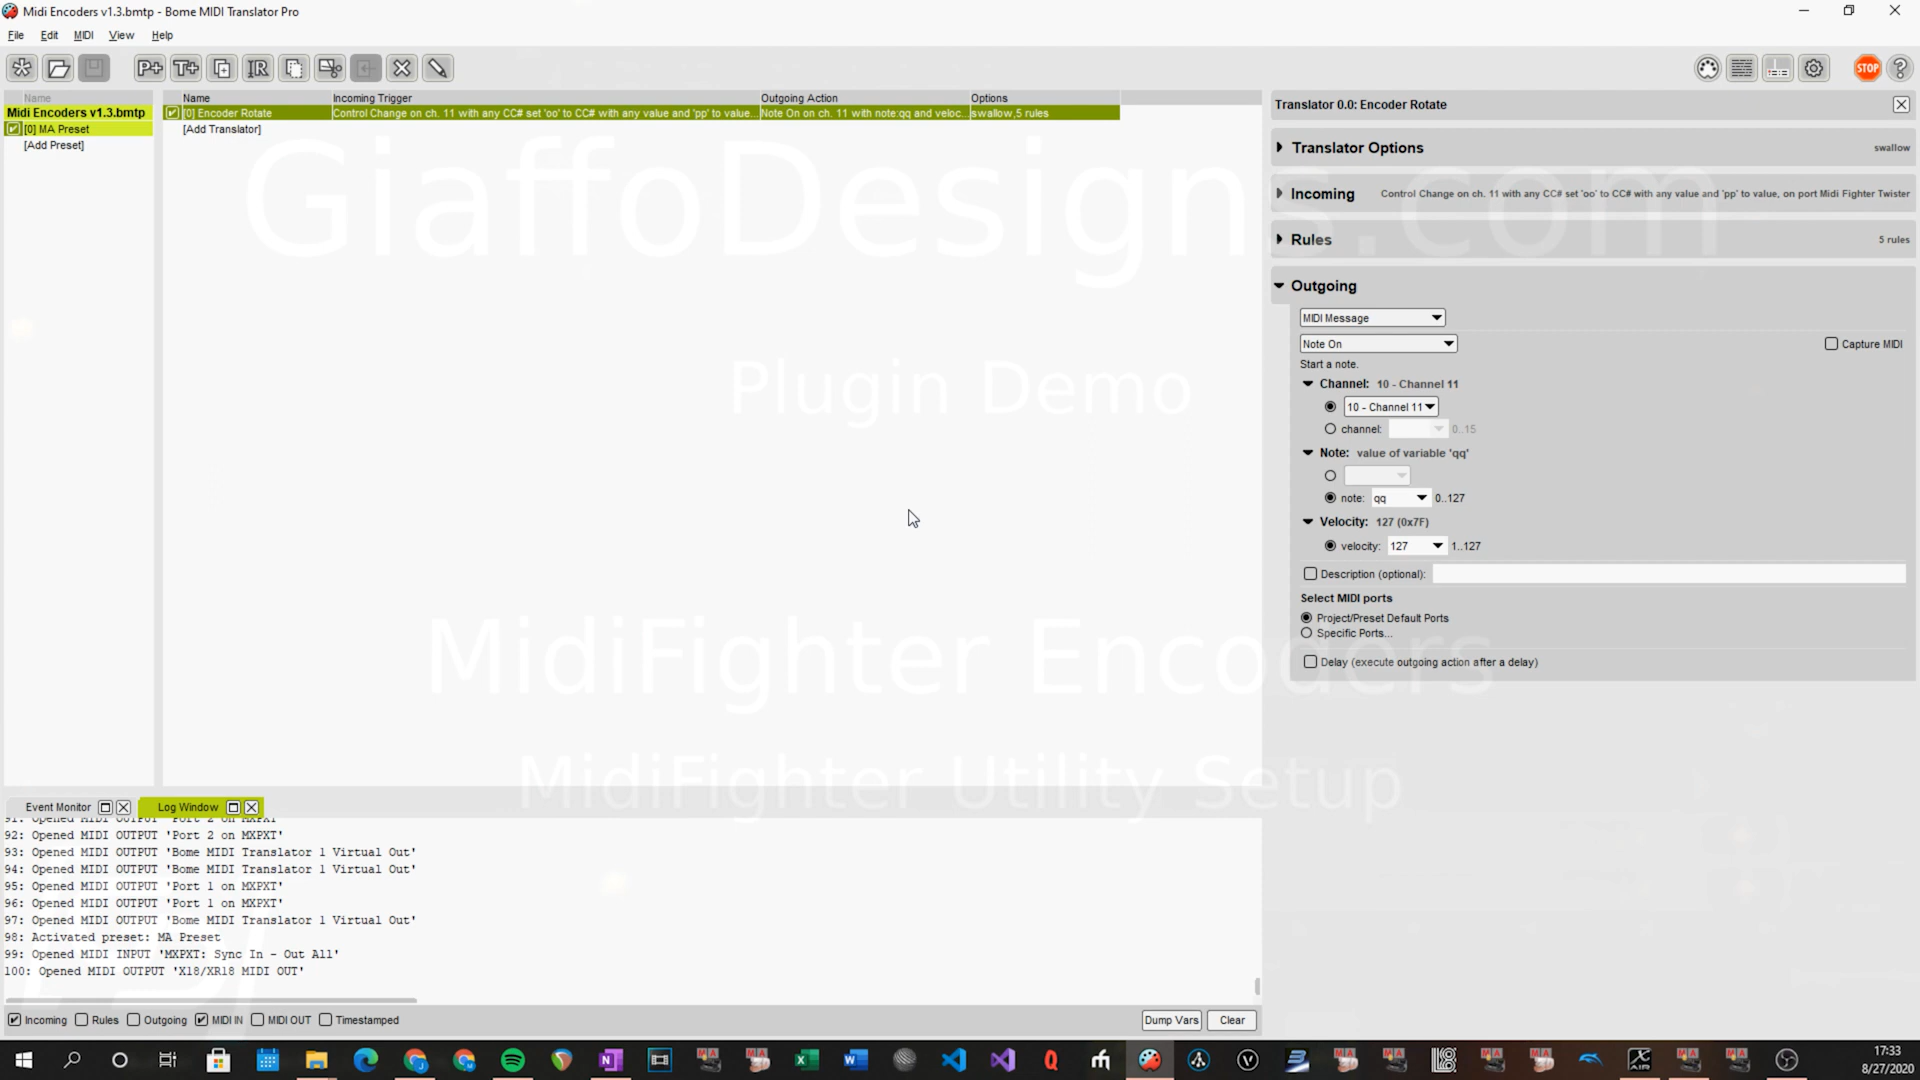 Midi Encoders v1.3.bmtp - Bome MIDI Translator Pro
File Edit MIDI View Help
P+ T+ R STOP ?
Name
Midi Encoders v1.3.bmtp
[0] MA Preset
[Add Preset]
Name Incoming Trigger Outgoing Action Options
[0] Encoder Rotate Control Change on ch. 11 with any CC# set 'oo' to CC# with any value and 'pp' to value... Note On on ch. 11 with note:qq and veloc... swallow,5 rules
[Add Translator]
GiaffoDesigns.com
Plugin Demo
MidiFighter Encoders
MidiFighter Utility Setup
Translator 0.0: Encoder Rotate
Translator Options swallow
Incoming Control Change on ch. 11 with any CC# set 'oo' to CC# with any value and 'pp' to value, on port Midi Fighter Twister
Rules 5 rules
Outgoing
MIDI Message
Note On Capture MIDI
Start a note.
Channel: 10 - Channel 11
10 - Channel 11
channel: 0..15
Note: value of variable 'qq'
note: qq 0..127
Velocity: 127 (0x7F)
velocity: 127 1..127
Description (optional):
Select MIDI ports
Project/Preset Default Ports
Specific Ports...
Delay (execute outgoing action after a delay)
Event Monitor Log Window
91: Opened MIDI OUTPUT 'Port 2 on MXPXT'
92: Opened MIDI OUTPUT 'Port 2 on MXPXT'
93: Opened MIDI OUTPUT 'Bome MIDI Translator 1 Virtual Out'
94: Opened MIDI OUTPUT 'Bome MIDI Translator 1 Virtual Out'
95: Opened MIDI OUTPUT 'Port 1 on MXPXT'
96: Opened MIDI OUTPUT 'Port 1 on MXPXT'
97: Opened MIDI OUTPUT 'Bome MIDI Translator 1 Virtual Out'
98: Activated preset: MA Preset
99: Opened MIDI INPUT 'MXPXT: Sync In - Out All'
100: Opened MIDI OUTPUT 'X18/XR18 MIDI OUT'
Incoming Rules Outgoing MIDI IN MIDI OUT Timestamped Dump Vars Clear
17:33
8/27/2020